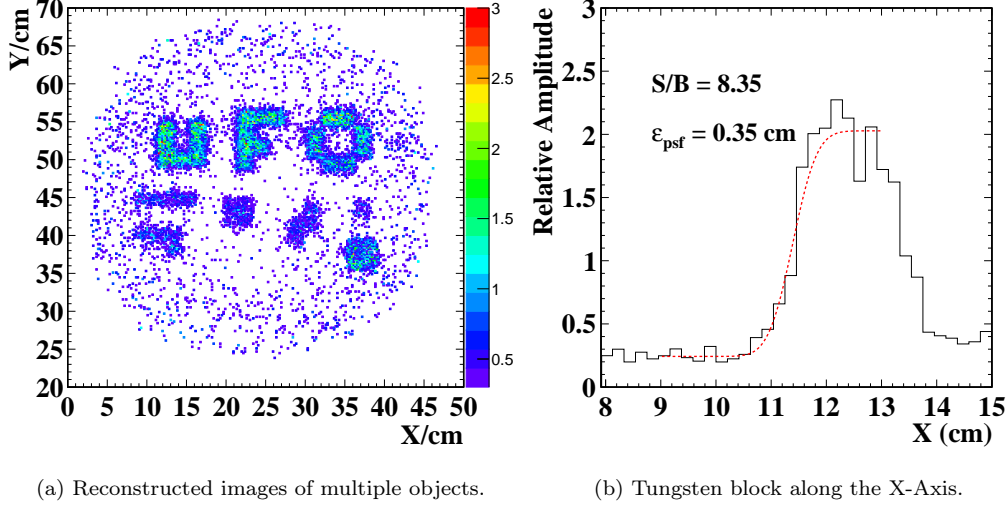 Y/cm
70
65
60
55
50
45
40
35
30
25
20
0 5 10 15 20 25 30 35 40 45 50
X/cm
3
2.5
2
1.5
1
0.5
UFO
Relative Amplitude
3
2.5
2
1.5
1
0.5
0
S/B = 8.35
ε_psf = 0.35 cm
8 9 10 11 12 13 14 15
X (cm)
(a) Reconstructed images of multiple objects.
(b) Tungsten block along the X-Axis.